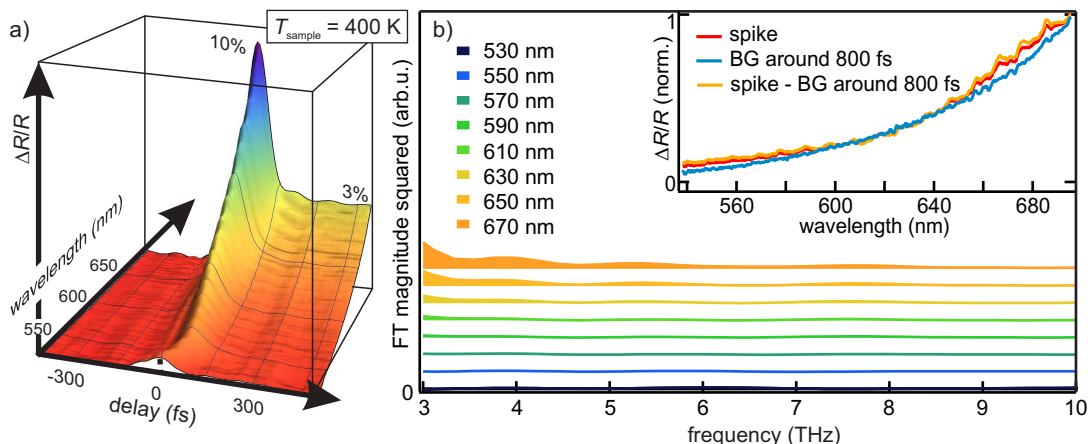 a)
T_sample = 400 K
10%
3%
ΔR/R
wavelength (nm)
650
600
550
-300
0
300
delay (fs)
b)
FT magnitude squared (arb.u.)
0
530 nm
550 nm
570 nm
590 nm
610 nm
630 nm
650 nm
670 nm
3 4 5 6 7 8 9 10
frequency (THz)
ΔR/R (norm.)
1
0
spike
BG around 800 fs
spike - BG around 800 fs
560 600 640 680
wavelength (nm)